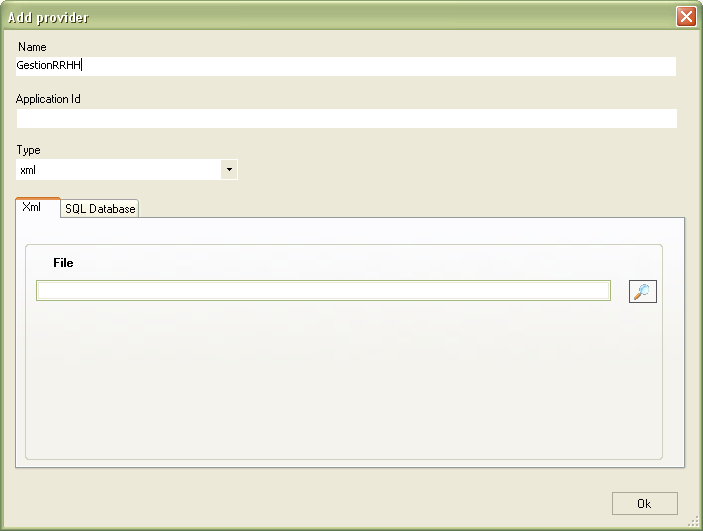 Add provider
Name
GestionRRHH
Application Id
Type
xml
Xml
SQL Database
File
Ok